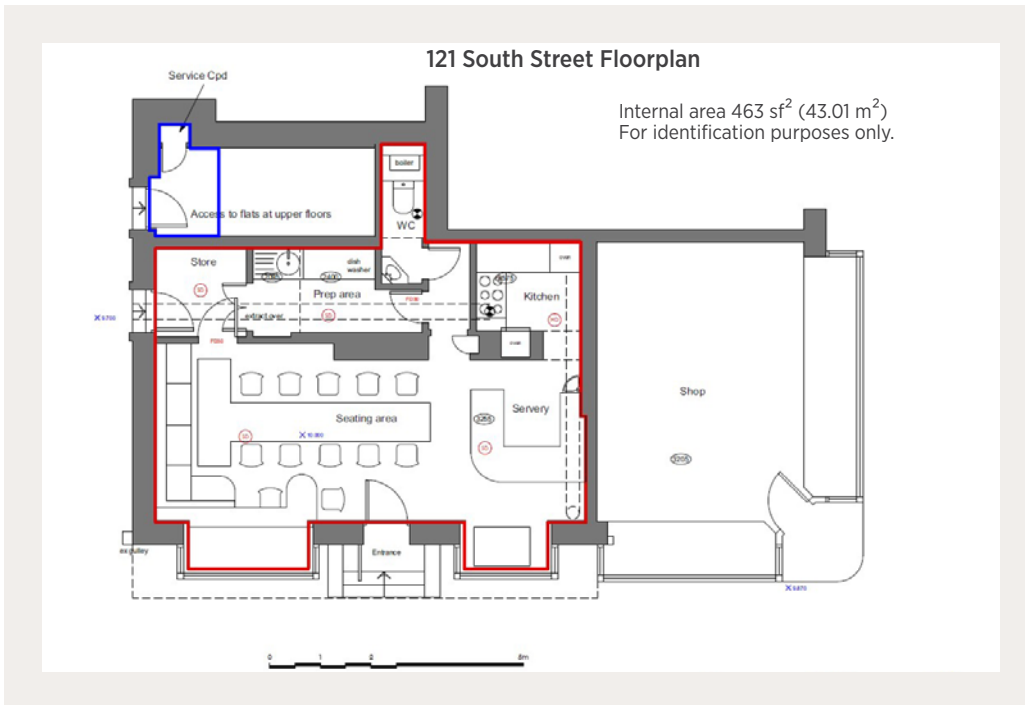 121 South Street Floorplan
Service Cpd
Internal area 463 sf² (43.01 m²)
For identification purposes only.
boiler
Access to flats at upper floors
WC
Store
dish
washer
Prep area
Kitchen
extract over
Seating area
Servery
Shop
Entrance
0 1 2